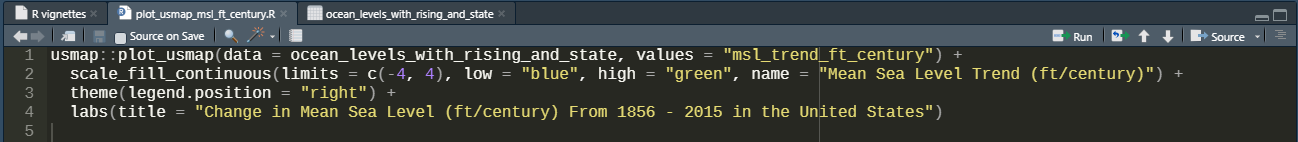 R vignettes plot_usmap_msl_ft_century.R ocean_levels_with_rising_and_state
Source on Save Run Source
1 usmap::plot_usmap(data = ocean_levels_with_rising_and_state, values = "msl_trend_ft_century") +
2 scale_fill_continuous(limits = c(-4, 4), low = "blue", high = "green", name = "Mean Sea Level Trend (ft/century)") +
3 theme(legend.position = "right") +
4 labs(title = "Change in Mean Sea Level (ft/century) From 1856 - 2015 in the United States")
5